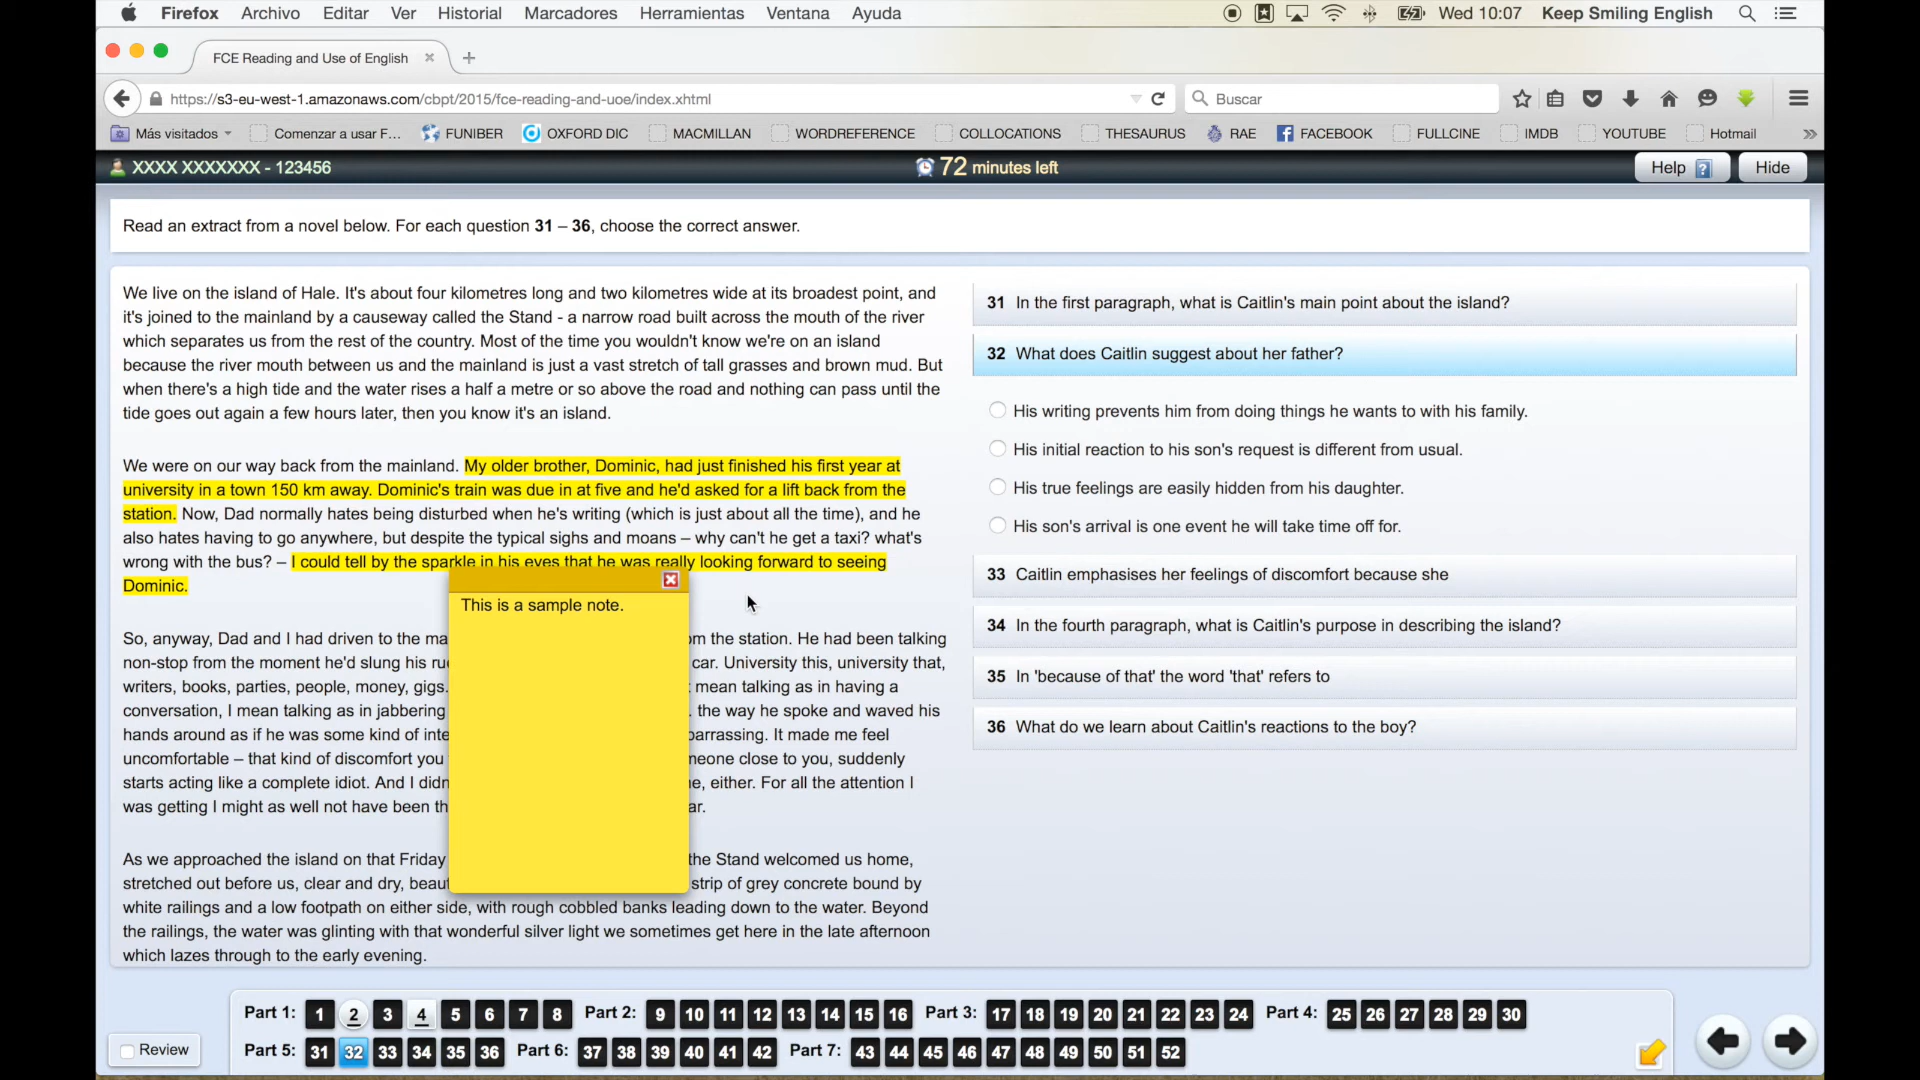 Firefox Archivo Editar Ver Historial Marcadores Herramientas Ventana Ayuda Wed 10:07 Keep Smiling English
FCE Reading and Use of English
https://s3-eu-west-1.amazonaws.com/cbpt/2015/fce-reading-and-uoe/index.xhtml Buscar
Más visitados Comenzar a usar F... FUNIBER OXFORD DIC MACMILLAN WORDREFERENCE COLLOCATIONS THESAURUS RAE FACEBOOK FULLCINE IMDB YOUTUBE Hotmail
XXXX XXXXXXX - 123456 72 minutes left Help ? Hide
Read an extract from a novel below. For each question 31 – 36, choose the correct answer.
We live on the island of Hale. It's about four kilometres long and two kilometres wide at its broadest point, and
it's joined to the mainland by a causeway called the Stand - a narrow road built across the mouth of the river
which separates us from the rest of the country. Most of the time you wouldn't know we're on an island
because the river mouth between us and the mainland is just a vast stretch of tall grasses and brown mud. But
when there's a high tide and the water rises a half a metre or so above the road and nothing can pass until the
tide goes out again a few hours later, then you know it's an island.
We were on our way back from the mainland. My older brother, Dominic, had just finished his first year at
university in a town 150 km away. Dominic's train was due in at five and he'd asked for a lift back from the
station. Now, Dad normally hates being disturbed when he's writing (which is just about all the time), and he
also hates having to go anywhere, but despite the typical sighs and moans – why can't he get a taxi? what's
wrong with the bus? – I could tell by the sparkle in his eyes that he was really looking forward to seeing
Dominic.
So, anyway, Dad and I had driven to the ma
om the station. He had been talking
non-stop from the moment he'd slung his ru
car. University this, university that,
writers, books, parties, people, money, gigs.
mean talking as in having a
conversation, I mean talking as in jabbering
. the way he spoke and waved his
hands around as if he was some kind of inte
barrassing. It made me feel
uncomfortable – that kind of discomfort you
meone close to you, suddenly
starts acting like a complete idiot. And I didn
e, either. For all the attention I
was getting I might as well not have been th
ar.
As we approached the island on that Friday
the Stand welcomed us home,
stretched out before us, clear and dry, beau
strip of grey concrete bound by
white railings and a low footpath on either side, with rough cobbled banks leading down to the water. Beyond
the railings, the water was glinting with that wonderful silver light we sometimes get here in the late afternoon
which lazes through to the early evening.
This is a sample note.
31 In the first paragraph, what is Caitlin's main point about the island?
32 What does Caitlin suggest about her father?
His writing prevents him from doing things he wants to with his family.
His initial reaction to his son's request is different from usual.
His true feelings are easily hidden from his daughter.
His son's arrival is one event he will take time off for.
33 Caitlin emphasises her feelings of discomfort because she
34 In the fourth paragraph, what is Caitlin's purpose in describing the island?
35 In 'because of that' the word 'that' refers to
36 What do we learn about Caitlin's reactions to the boy?
Part 1: 1 2 3 4 5 6 7 8 Part 2: 9 10 11 12 13 14 15 16 Part 3: 17 18 19 20 21 22 23 24 Part 4: 25 26 27 28 29 30
Review Part 5: 31 32 33 34 35 36 Part 6: 37 38 39 40 41 42 Part 7: 43 44 45 46 47 48 49 50 51 52